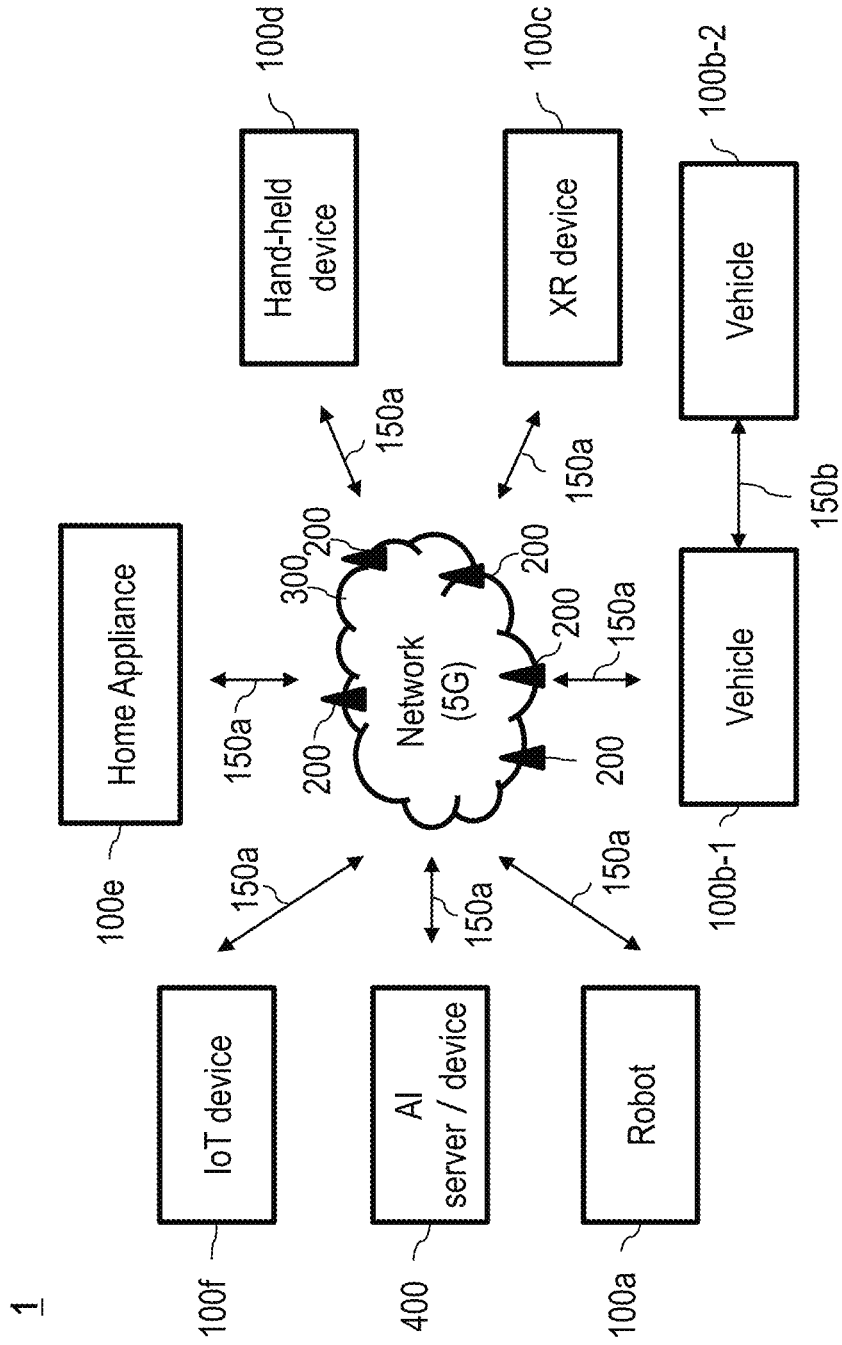 1
100e
Home Appliance
100f
IoT device
150a
150a
100d
Hand-held
device
200
300
200
150a
400
AI
server / device
150a
Network
(5G)
200
100c
XR device
150a
200
200
150a
150a
100a
Robot
100b-1
Vehicle
100b-2
Vehicle
150b